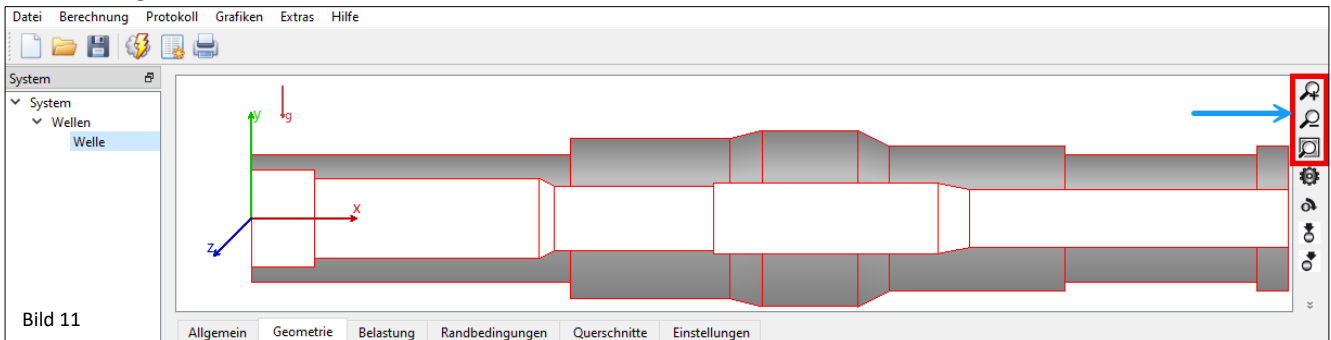 Datei Berechnung Protokoll Grafiken Extras Hilfe
System
System
Wellen
Welle
y
g
x
z
Bild 11
Allgemein Geometrie Belastung Randbedingungen Querschnitte Einstellungen